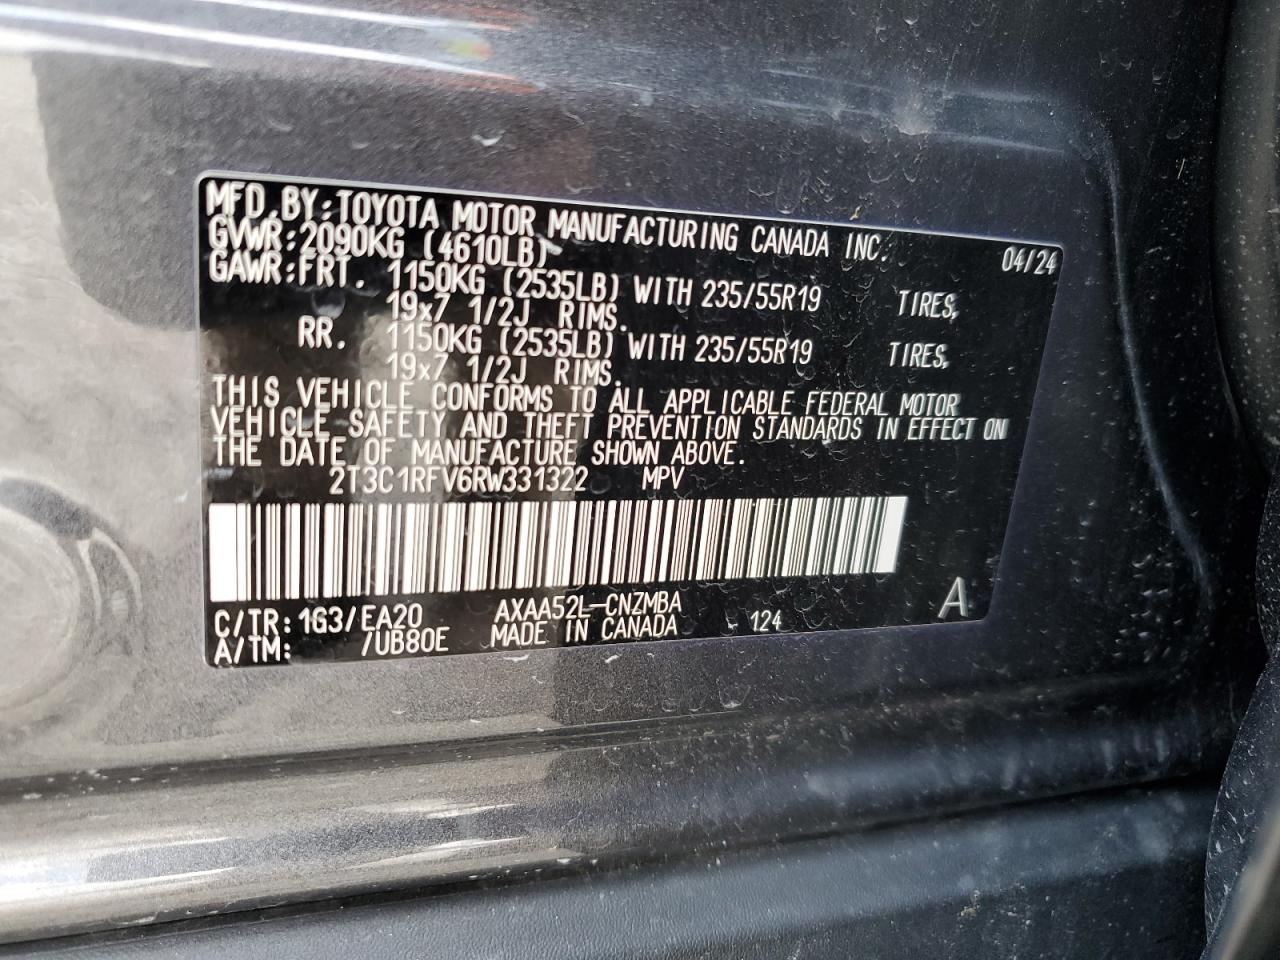 MFD.BY:TOYOTA MOTOR MANUFACTURING CANADA INC. 04/24
GVWR:2090KG (4610LB)
GAWR:FRT. 1150KG (2535LB) WITH 235/55R19 TIRES,
19x7 1/2J RIMS.
RR. 1150KG (2535LB) WITH 235/55R19 TIRES,
19x7 1/2J RIMS.
THIS VEHICLE CONFORMS TO ALL APPLICABLE FEDERAL MOTOR
VEHICLE SAFETY AND THEFT PREVENTION STANDARDS IN EFFECT ON
THE DATE OF MANUFACTURE SHOWN ABOVE.
2T3C1RFV6RW331322 MPV
C/TR:1G3/EA20 AXAA52L-CNZMBA A
A/TM: /UB80E MADE IN CANADA 124